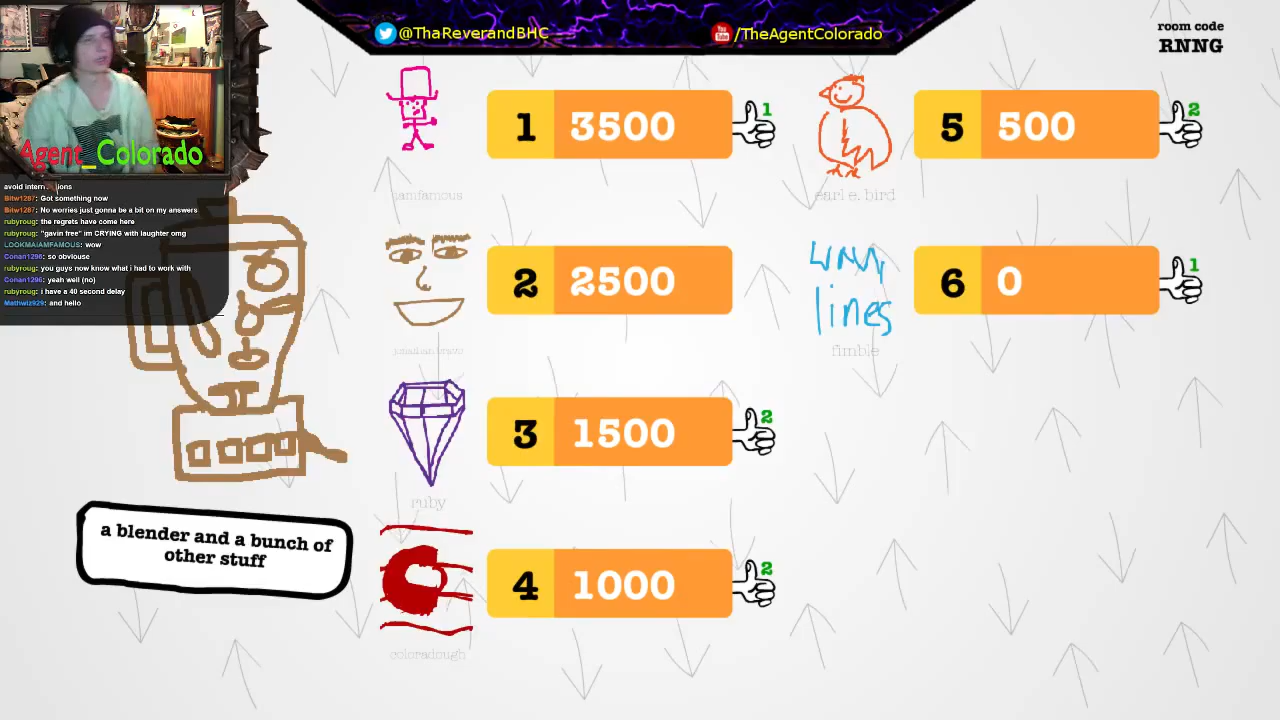 @ThaReverandBHC
/TheAgentColorado
room code
RNNG
Agent_Colorado
Bitw1287: Got something now
Bitw1287: No worries just gonna be a bit on my answers
rubyroug: the regrets have come here
rubyroug: "gavin free" im CRYING with laughter omg
LOOKMAIAMFAMOUS: wow
Conan1296: so obviouse
rubyroug: you guys now know what i had to work with
Conan1296: yeah well (no)
rubyroug: i have a 40 second delay
Mathwiz929: and hello
a blender and a bunch of
other stuff
1 3500 1
iamfamous
2 2500
3 1500 2
ruby
4 1000 2
coloradough
5 500 2
earl e. bird
lines
6 0 1
fimble